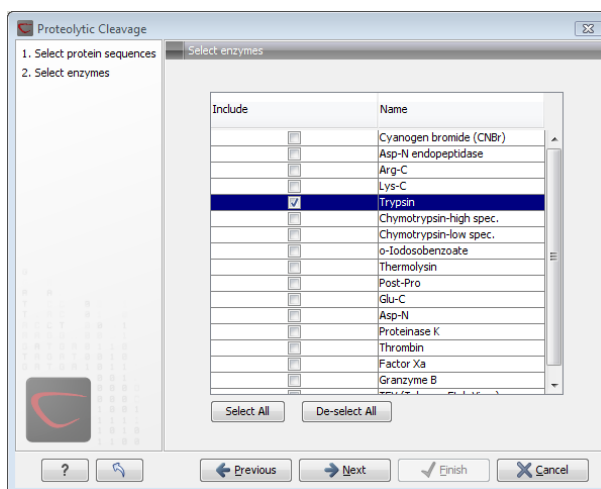 Proteolytic Cleavage
1. Select protein sequences
2. Select enzymes
Select enzymes
Include Name
Cyanogen bromide (CNBr)
Asp-N endopeptidase
Arg-C
Lys-C
Trypsin
Chymotrypsin-high spec.
Chymotrypsin-low spec.
o-Iodosobenzoate
Thermolysin
Post-Pro
Glu-C
Asp-N
Proteinase K
Thrombin
Factor Xa
Granzyme B
Select All De-select All
? Previous Next Finish Cancel